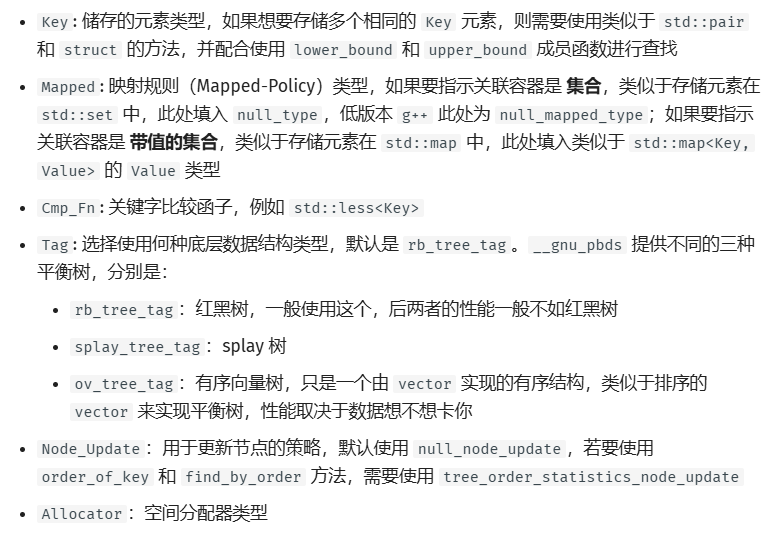 Key : 储存的元素类型，如果想要存储多个相同的 Key 元素，则需要使用类似于 std::pair
和 struct 的方法，并配合使用 lower_bound 和 upper_bound 成员函数进行查找
Mapped : 映射规则（Mapped-Policy）类型，如果要指示关联容器是 集合，类似于存储元素在
std::set 中，此处填入 null_type ，低版本 g++ 此处为 null_mapped_type ；如果要指示
关联容器是 带值的集合，类似于存储元素在 std::map 中，此处填入类似于 std::map<Key,
Value> 的 Value 类型
Cmp_Fn : 关键字比较函子，例如 std::less<Key>
Tag : 选择使用何种底层数据结构类型，默认是 rb_tree_tag 。 __gnu_pbds 提供不同的三种
平衡树，分别是：
rb_tree_tag ：红黑树，一般使用这个，后两者的性能一般不如红黑树
splay_tree_tag ：splay 树
ov_tree_tag ：有序向量树，只是一个由 vector 实现的有序结构，类似于排序的
vector 来实现平衡树，性能取决于数据想不想卡你
Node_Update ：用于更新节点的策略，默认使用 null_node_update ，若要使用
order_of_key 和 find_by_order 方法，需要使用 tree_order_statistics_node_update
Allocator ：空间分配器类型